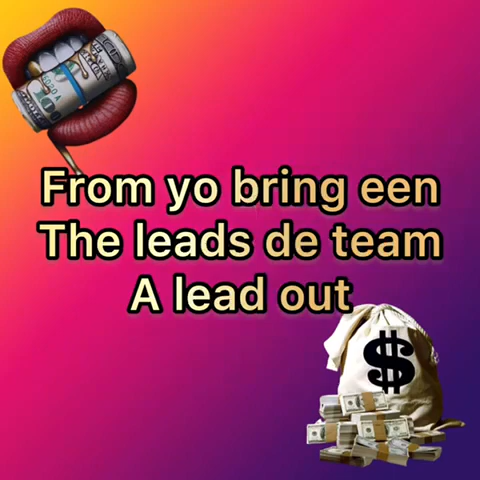 From yo bring een
The leads de team
A lead out
$